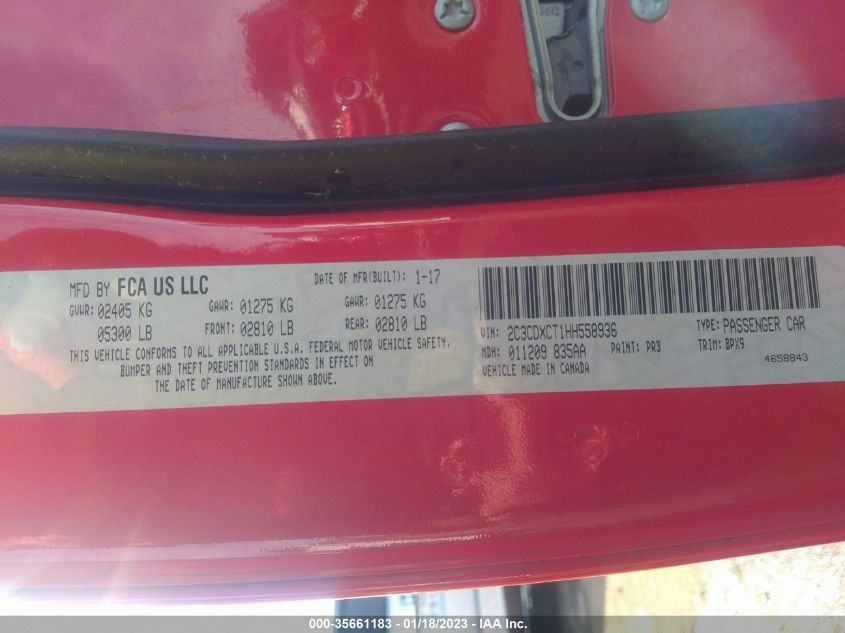 360
MFD BY FCA US LLC
DATE OF MFR(BUILT): 1-17
GVWR: 02405 KG GAWR: 01275 KG GAWR: 01275 KG
05300 LB FRONT: 02810 LB REAR: 02810 LB
THIS VEHICLE CONFORMS TO ALL APPLICABLE U.S.A. FEDERAL MOTOR VEHICLE SAFETY,
BUMPER AND THEFT PREVENTION STANDARDS IN EFFECT ON
THE DATE OF MANUFACTURE SHOWN ABOVE.
VIN: 2C3CDXCT1HH558936 TYPE: PASSENGER CAR
MDH: 011209 835AA PAINT: PR3 TRIM: BPX9
VEHICLE MADE IN CANADA 4658843
000-35661183 — 01/18/2023 — IAA Inc.